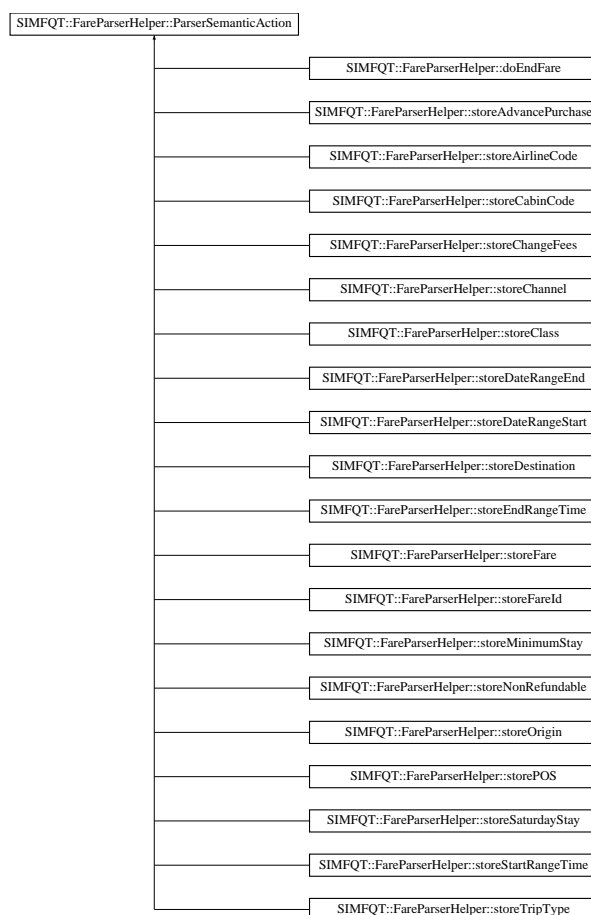 SIMFQT::FareParserHelper::ParserSemanticAction
SIMFQT::FareParserHelper::doEndFare
SIMFQT::FareParserHelper::storeAdvancePurchase
SIMFQT::FareParserHelper::storeAirlineCode
SIMFQT::FareParserHelper::storeCabinCode
SIMFQT::FareParserHelper::storeChangeFees
SIMFQT::FareParserHelper::storeChannel
SIMFQT::FareParserHelper::storeClass
SIMFQT::FareParserHelper::storeDateRangeEnd
SIMFQT::FareParserHelper::storeDateRangeStart
SIMFQT::FareParserHelper::storeDestination
SIMFQT::FareParserHelper::storeEndRangeTime
SIMFQT::FareParserHelper::storeFare
SIMFQT::FareParserHelper::storeFareId
SIMFQT::FareParserHelper::storeMinimumStay
SIMFQT::FareParserHelper::storeNonRefundable
SIMFQT::FareParserHelper::storeOrigin
SIMFQT::FareParserHelper::storePOS
SIMFQT::FareParserHelper::storeSaturdayStay
SIMFQT::FareParserHelper::storeStartRangeTime
SIMFQT::FareParserHelper::storeTripType